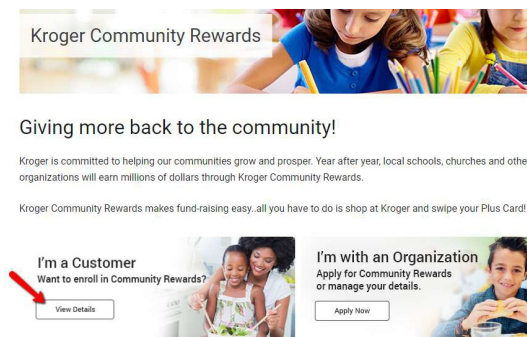 Kroger Community Rewards
Giving more back to the community!
Kroger is committed to helping our communities grow and prosper. Year after year, local schools, churches and othe
organizations will earn millions of dollars through Kroger Community Rewards.
Kroger Community Rewards makes fund-raising easy..all you have to do is shop at Kroger and swipe your Plus Card!
I'm a Customer
Want to enroll in Community Rewards?
View Details
I'm with an Organization
Apply for Community Rewards
or manage your details.
Apply Now